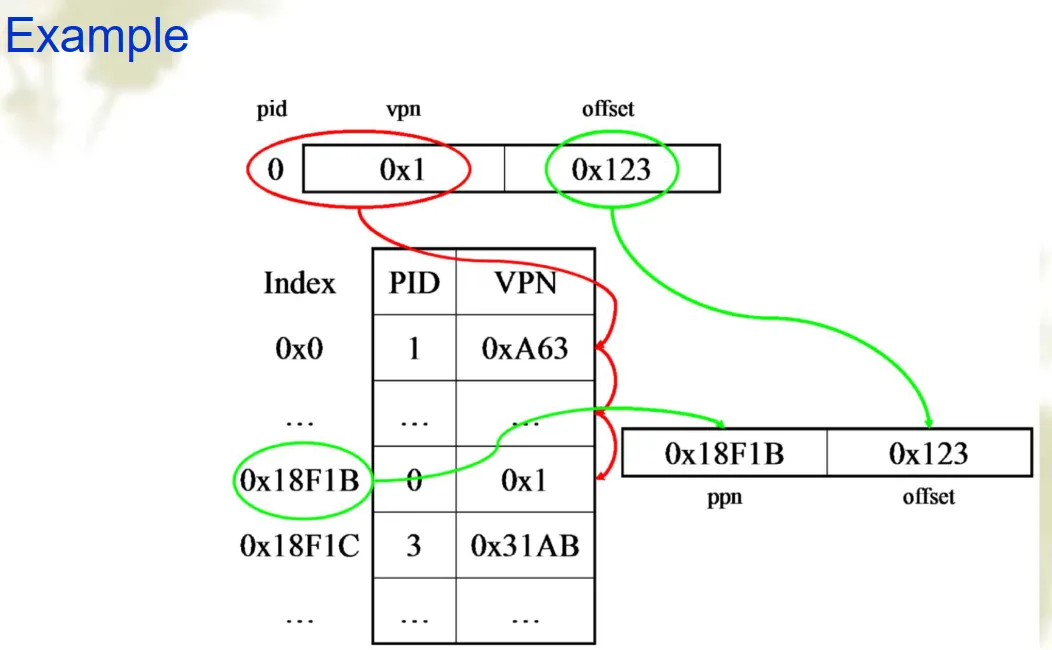 Example
pid vpn offset
0 0x1 0x123
Index PID VPN
0x0 1 0xA63
... ... ...
0x18F1B 0 0x1
0x18F1C 3 0x31AB
... ... ...
0x18F1B 0x123
ppn offset